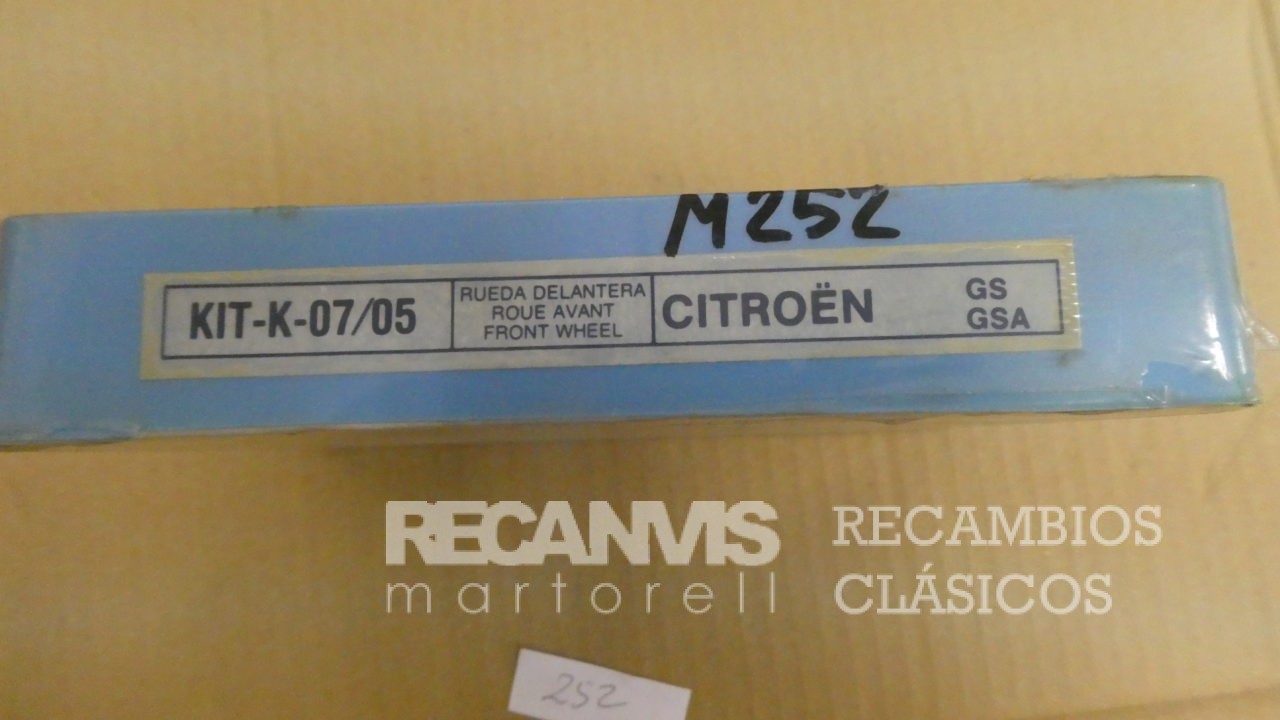 M252
KIT-K-07/05
RUEDA DELANTERA
ROUE AVANT
FRONT WHEEL
CITROËN
GS
GSA
RECANVIS
martorell
RECAMBIOS
CLÁSICOS
252